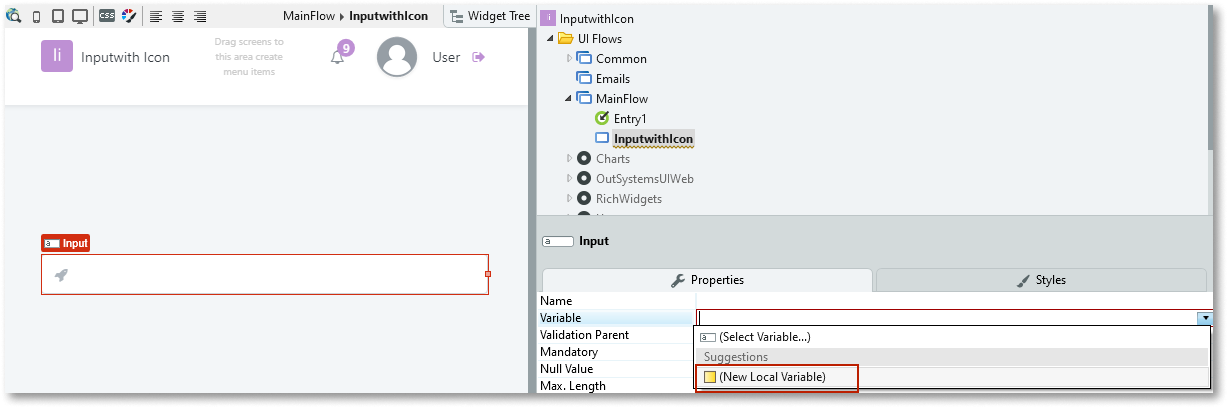 CSS
MainFlow ▸ InputwithIcon
Widget Tree
Ii
Inputwith Icon
Drag screens to
this area create
menu items
9
User
a Input
Ii InputwithIcon
UI Flows
Common
Emails
MainFlow
Entry1
InputwithIcon
Charts
OutSystemsUIWeb
RichWidgets
a Input
Properties
Styles
Name
Variable
Validation Parent
Mandatory
Null Value
Max. Length
a (Select Variable...)
Suggestions
(New Local Variable)